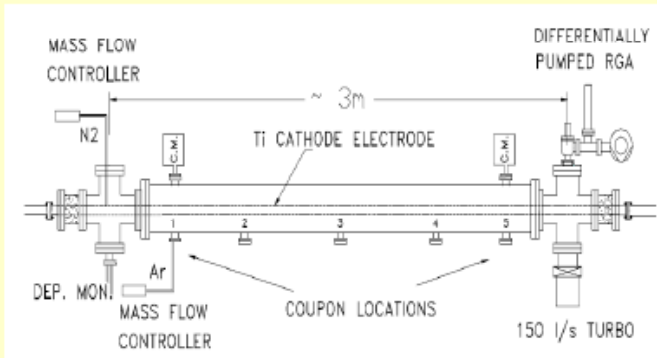 MASS FLOW
CONTROLLER
N2
~ 3m
DIFFERENTIALLY
PUMPED RGA
C.M.
Ti CATHODE ELECTRODE
C.M.
1 2 3 4 5
Ar
DEP. MON.
MASS FLOW
CONTROLLER
COUPON LOCATIONS
150 l/s TURBO